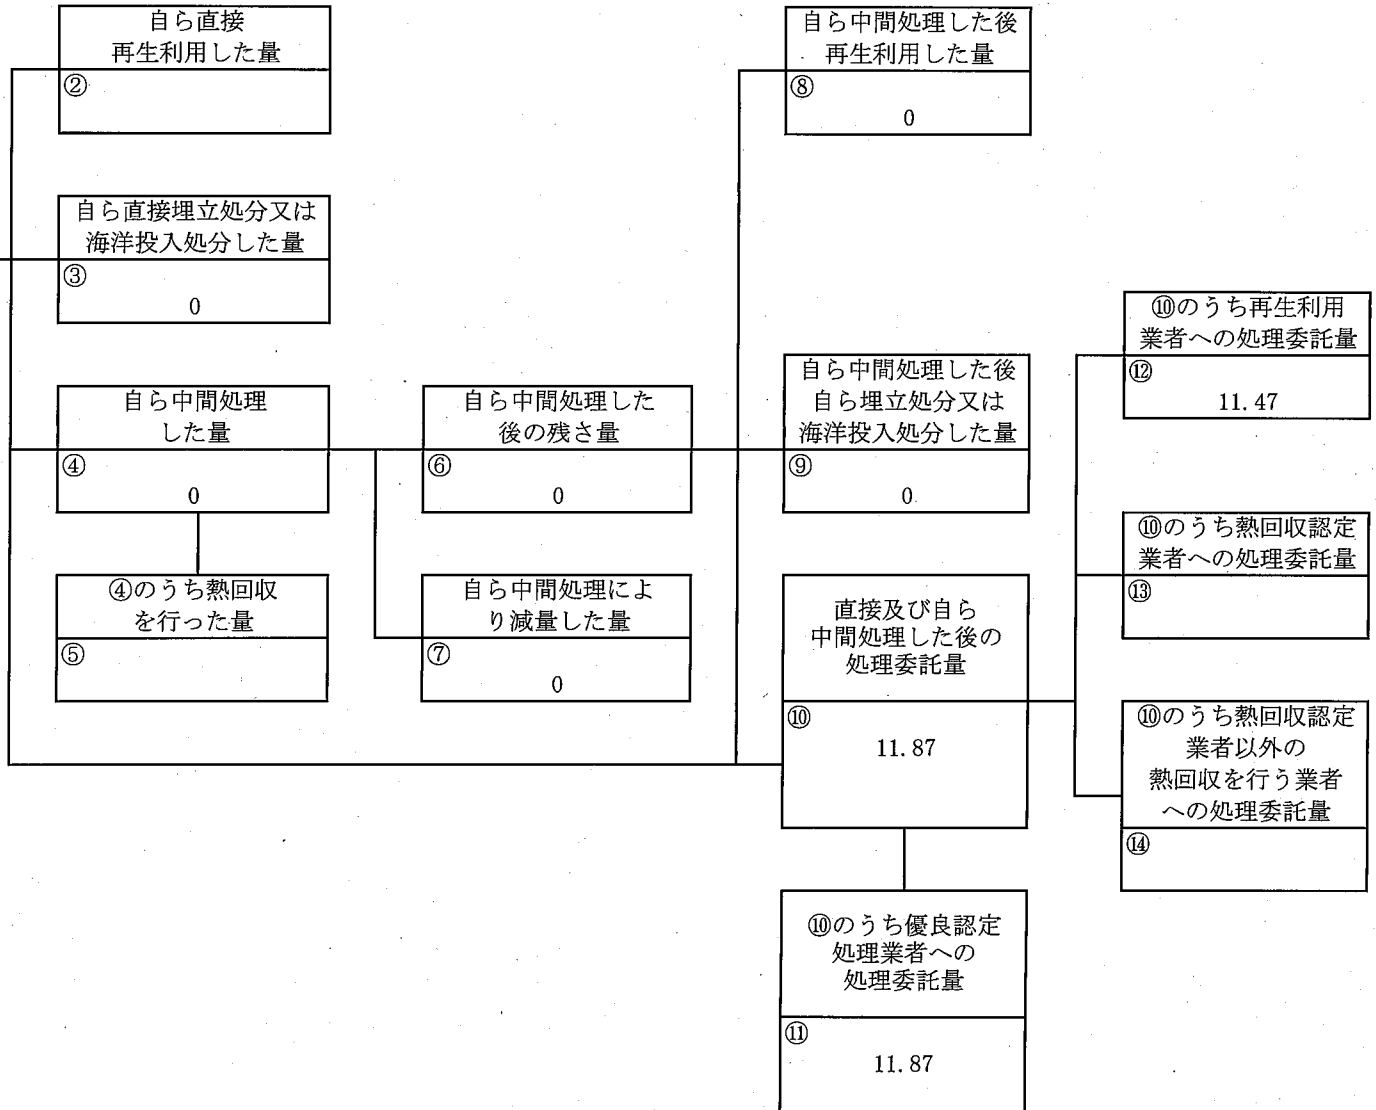 自ら直接
再生利用した量
②
自ら中間処理した後
再生利用した量
⑧
0
自ら直接埋立処分又は
海洋投入処分した量
③
0
⑩のうち再生利用
業者への処理委託量
⑫
11.47
自ら中間処理
した量
④
0
自ら中間処理した
後の残さ量
⑥
0
自ら中間処理した後
自ら埋立処分又は
海洋投入処分した量
⑨
0
⑩のうち熱回収認定
業者への処理委託量
⑬
④のうち熱回収
を行った量
⑤
自ら中間処理によ
り減量した量
⑦
0
直接及び自ら
中間処理した後の
処理委託量
⑩
11.87
⑩のうち熱回収認定
業者以外の
熱回収を行う業者
への処理委託量
⑭
⑩のうち優良認定
処理業者への
処理委託量
⑪
11.87